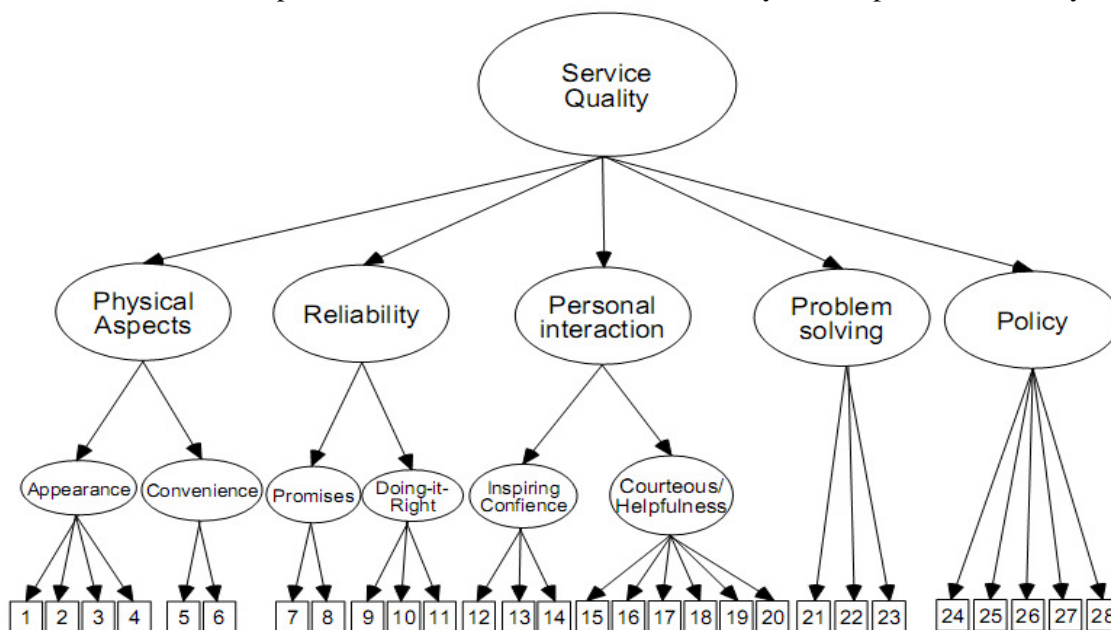 Service
Quality
Physical
Aspects
Reliability
Personal
interaction
Problem
solving
Policy
Appearance
Convenience
Promises
Doing-it-
Right
Inspiring
Confience
Courteous/
Helpfulness
1 2 3 4 5 6 7 8 9 10 11 12 13 14 15 16 17 18 19 20 21 22 23 24 25 26 27 28